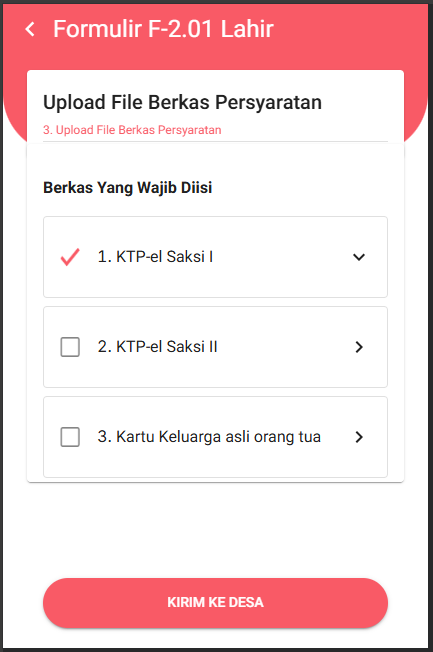 Formulir F-2.01 Lahir
Upload File Berkas Persyaratan
3. Upload File Berkas Persyaratan
Berkas Yang Wajib Diisi
1. KTP-el Saksi I
2. KTP-el Saksi II
3. Kartu Keluarga asli orang tua
KIRIM KE DESA